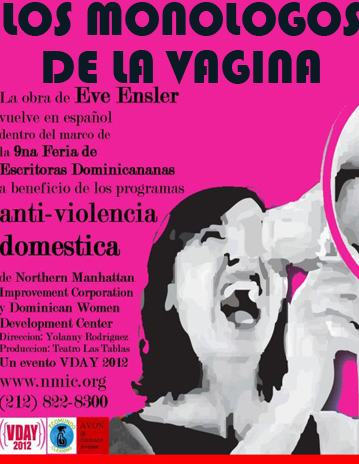 LOS MONOLOGOS
DE LA VAGINA
La obra de Eve Ensler
vuelve en español
dentro del marco de
la 9na Feria de
Escritoras Dominicananas
a beneficio de los programas
anti-violencia
domestica
de Northern Manhattan
Improvement Corporation
y Dominican Women
Development Center
Direccion: Yolanny Rodriguez
Produccion: Teatro Las Tablas
Un evento VDAY 2012
www.nmic.org
(212) 822-8300
VDAY
2012
AVON